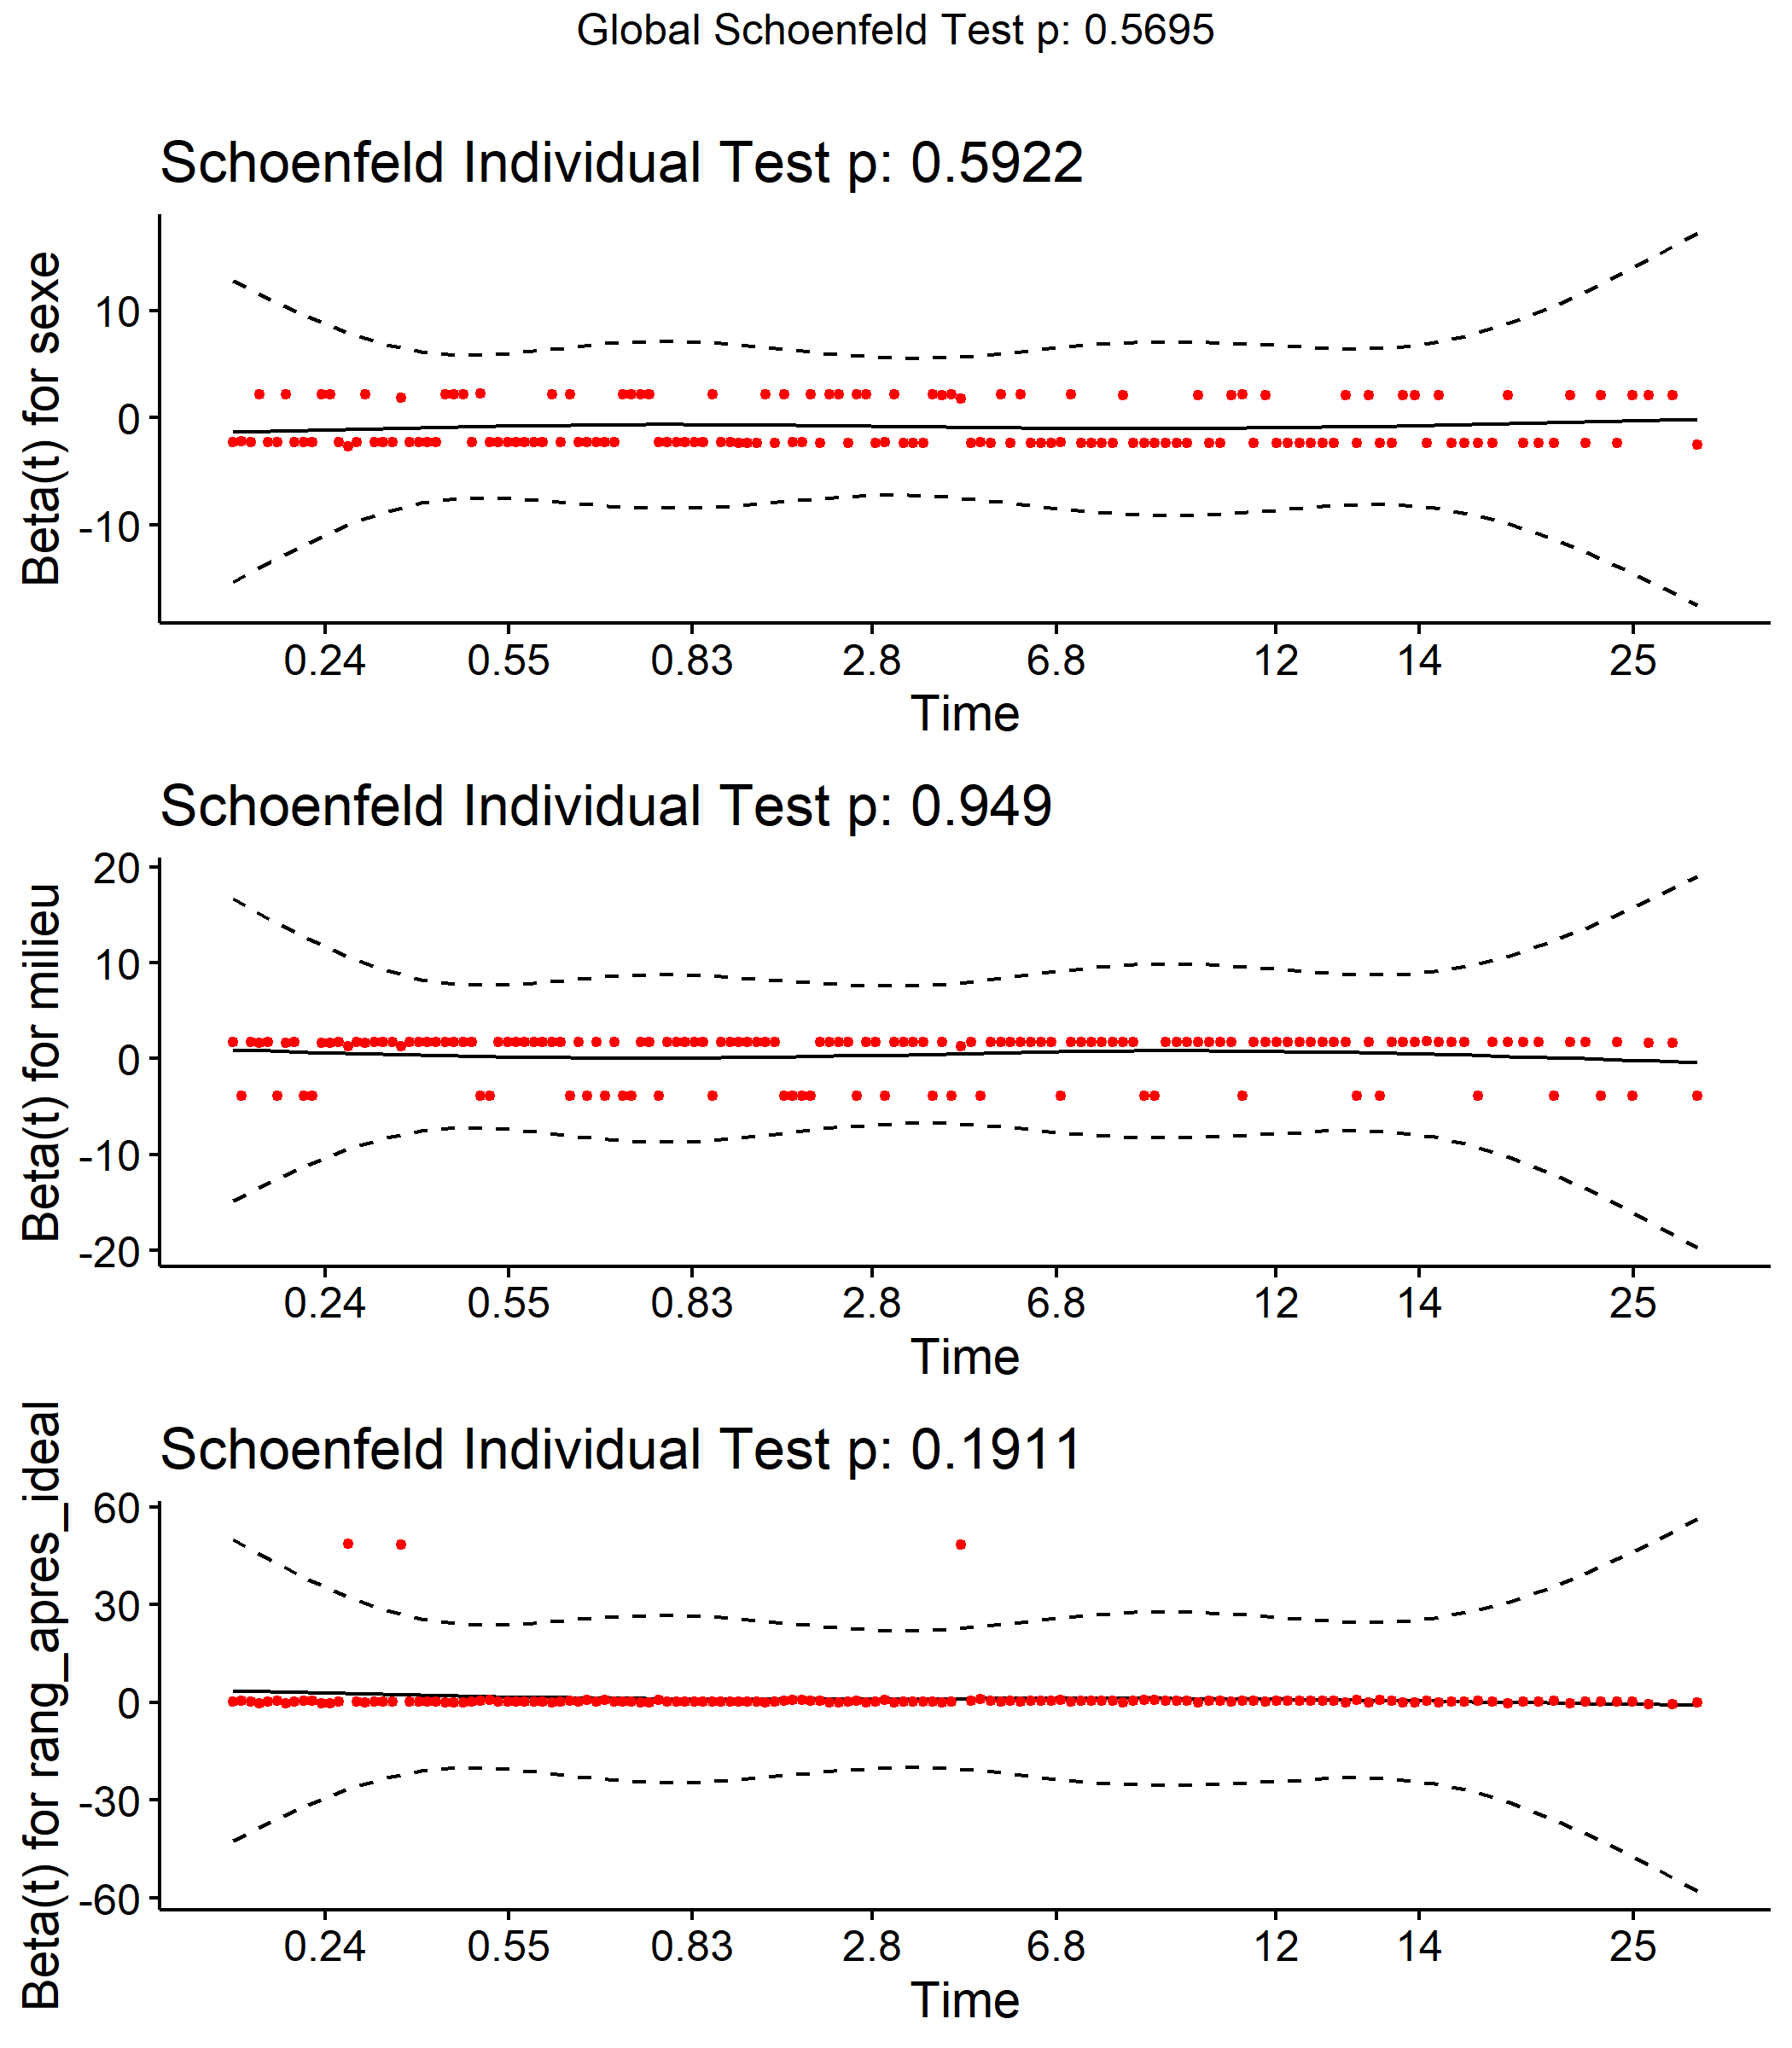 Global Schoenfeld Test p: 0.5695
Schoenfeld Individual Test p: 0.5922
Beta(t) for sexe
10
0
-10
0.24 0.55 0.83 2.8 6.8 12 14 25
Time
Schoenfeld Individual Test p: 0.949
Beta(t) for milieu
20
10
0
-10
-20
0.24 0.55 0.83 2.8 6.8 12 14 25
Time
Schoenfeld Individual Test p: 0.1911
Beta(t) for rang_apres_ideal
60
30
0
-30
-60
0.24 0.55 0.83 2.8 6.8 12 14 25
Time